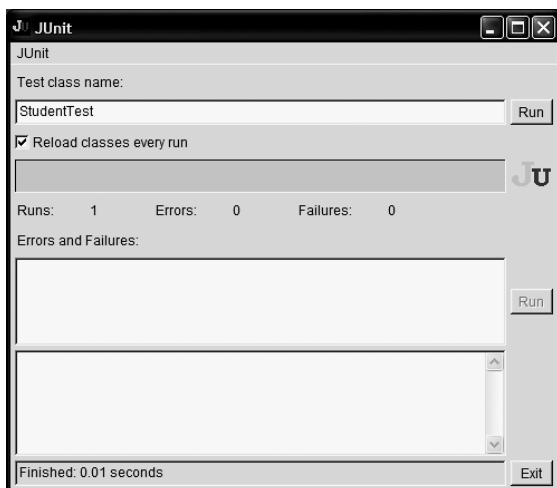 JU JUnit
JUnit
Test class name:
StudentTest
Run
Reload classes every run
JU
Runs: 1 Errors: 0 Failures: 0
Errors and Failures:
Run
Finished: 0.01 seconds
Exit